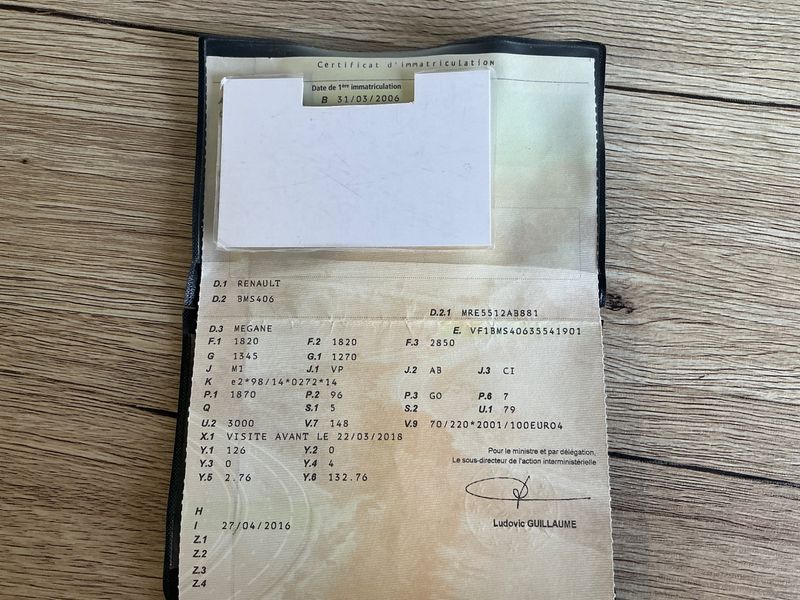 Certificat d'immatriculation
Date de 1ère immatriculation
B 31/03/2006
D.1 RENAULT
D.2 BMS406
D.2.1 MRE5512AB881
D.3 MEGANE E. VF1BMS40635541901
F.1 1820 F.2 1820 F.3 2850
G 1345 G.1 1270
J M1 J.1 VP J.2 AB J.3 CI
K e2*98/14*0272*14
P.1 1870 P.2 96 P.3 GO P.6 7
Q S.1 5 S.2 U.1 79
U.2 3000 V.7 148 V.9 70/220*2001/100EURO4
X.1 VISITE AVANT LE 22/03/2018
Y.1 126 Y.2 0
Y.3 0 Y.4 4
Y.5 2.76 Y.6 132.76
Pour le ministre et par délégation,
Le sous-directeur de l'action interministérielle
Ludovic GUILLAUME
H
I 27/04/2016
Z.1
Z.2
Z.3
Z.4